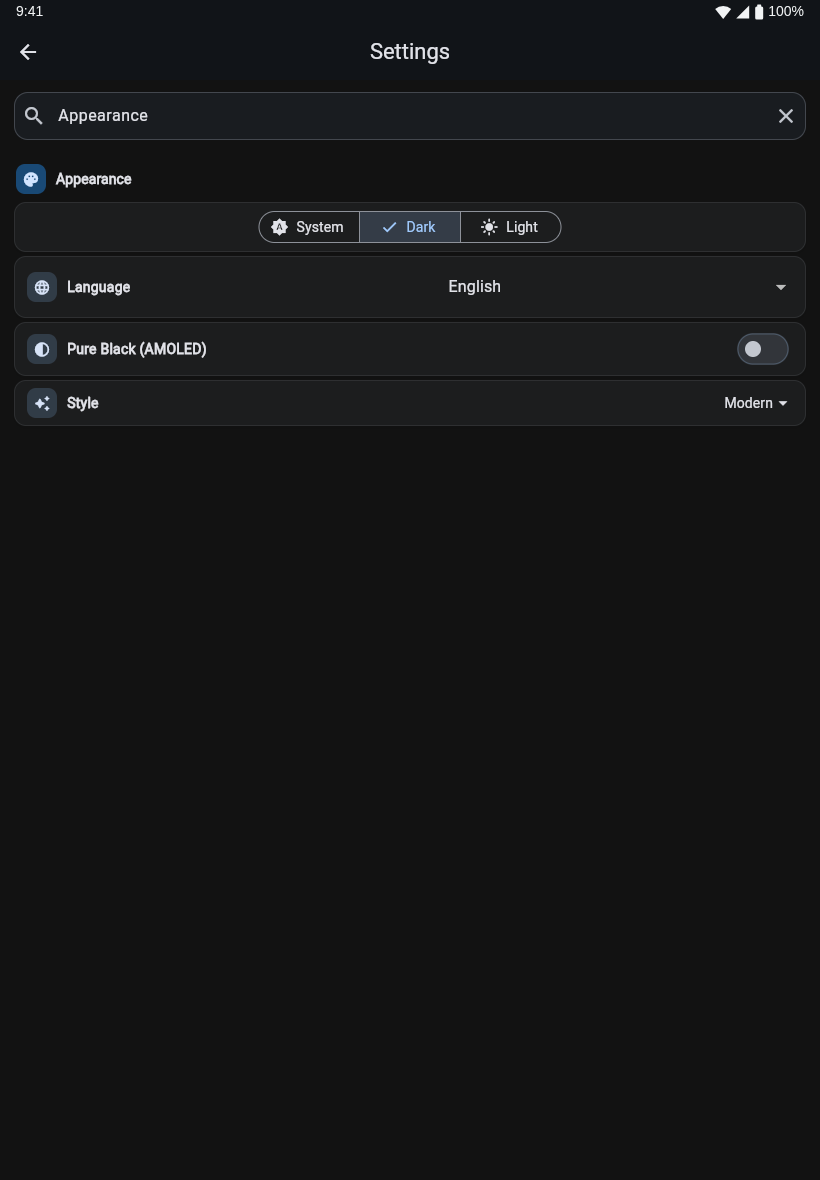 9:41 100%
Settings
Appearance
Appearance
System Dark Light
Language English
Pure Black (AMOLED)
Style Modern